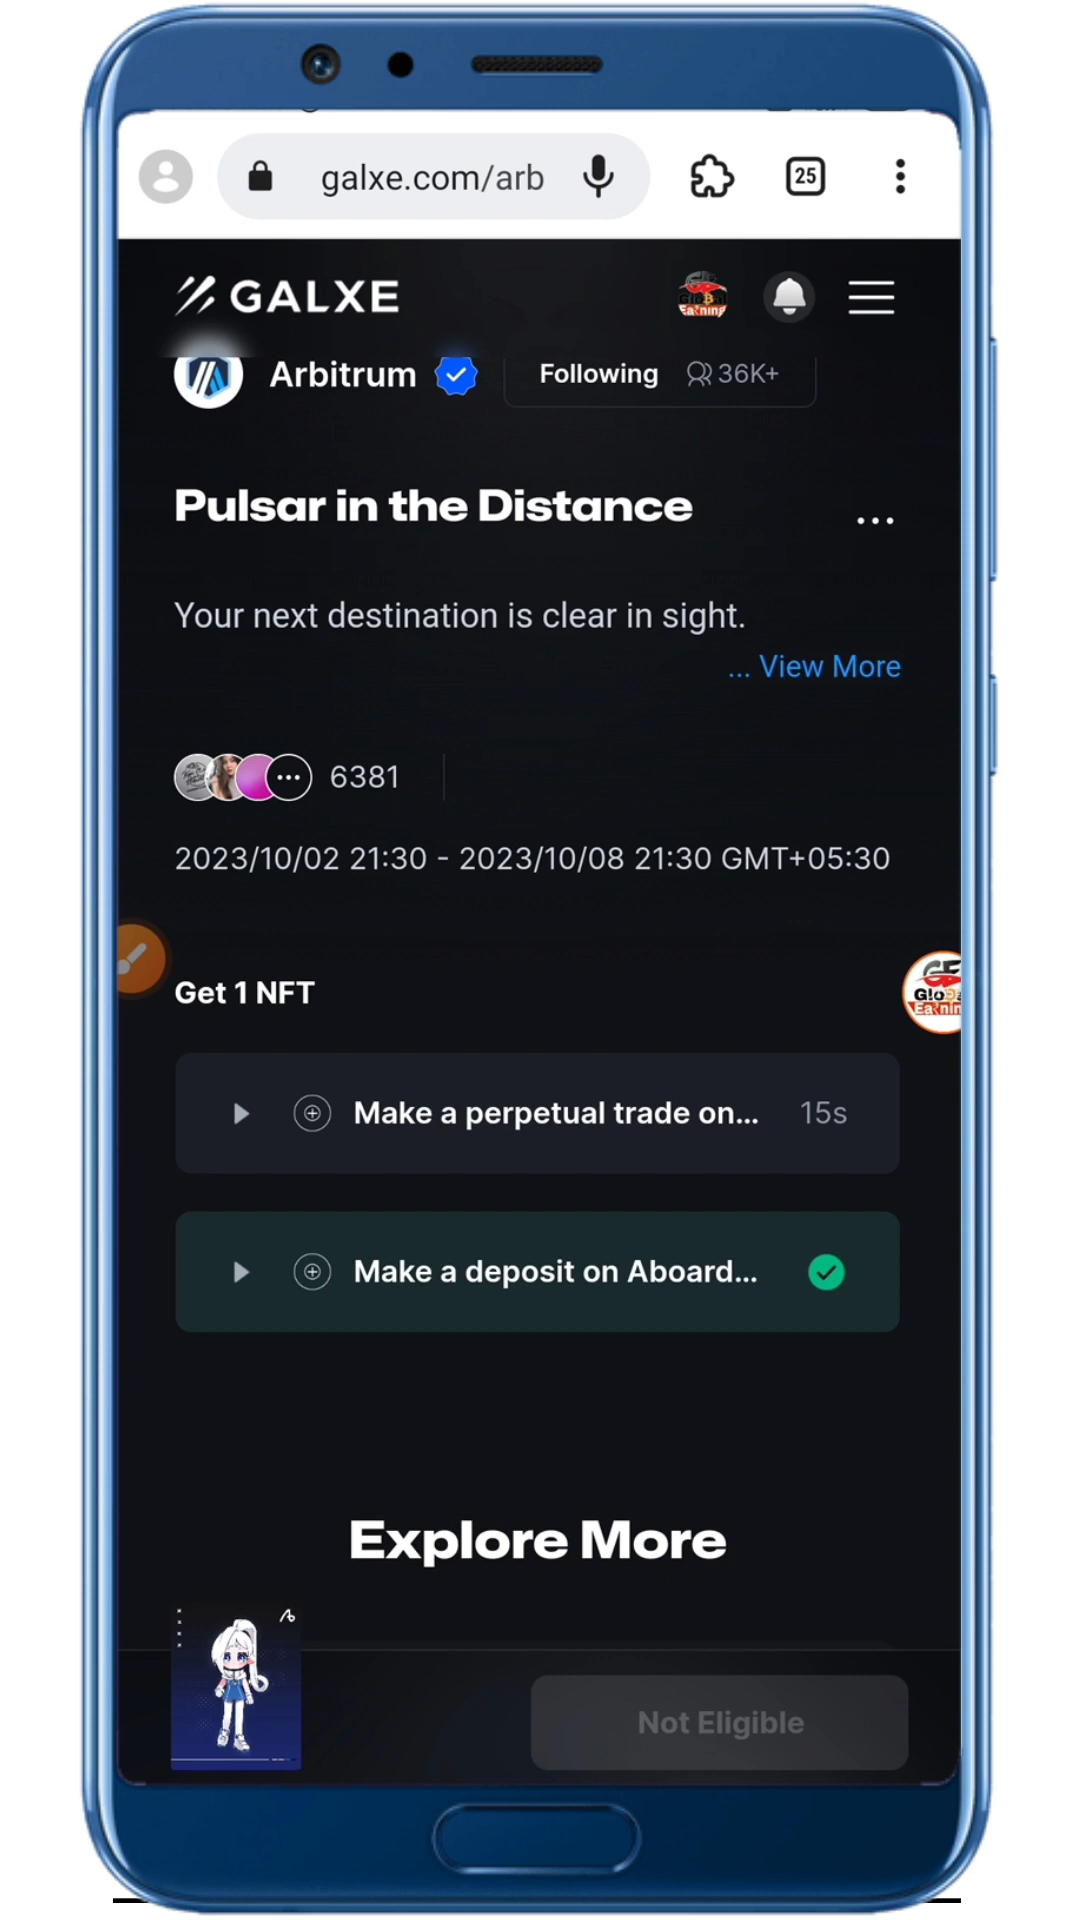 galxe.com/arb
25
GALXE
Global
Earning
Arbitrum
Following 36K+
Pulsar in the Distance
...
Your next destination is clear in sight.
... View More
6381
2023/10/02 21:30 - 2023/10/08 21:30 GMT+05:30
Get 1 NFT
Make a perpetual trade on... 15s
Make a deposit on Aboard...
Explore More
Not Eligible